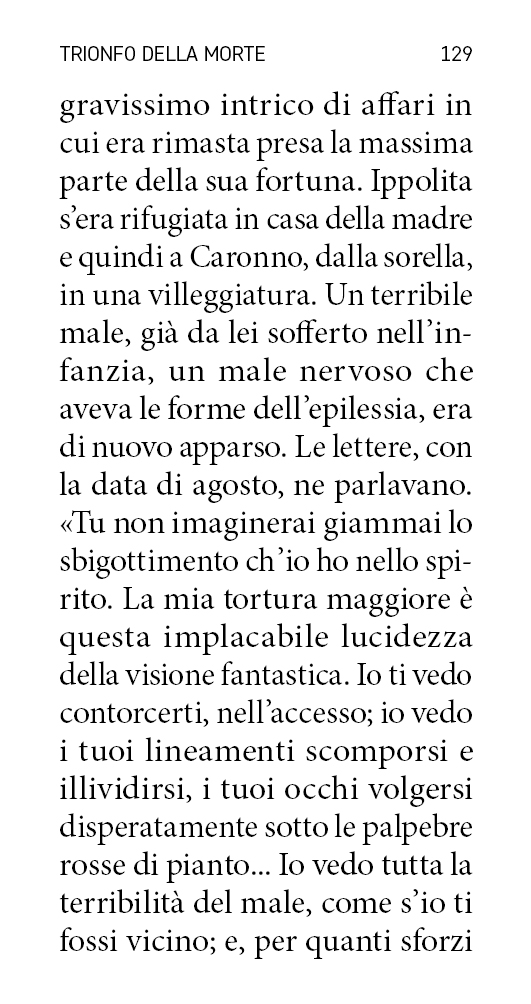 TRIONFO DELLA MORTE 129
gravissimo intrico di affari in
cui era rimasta presa la massima
parte della sua fortuna. Ippolita
s’era rifugiata in casa della madre
e quindi a Caronno, dalla sorella,
in una villeggiatura. Un terribile
male, già da lei sofferto nell’in-
fanzia, un male nervoso che
aveva le forme dell’epilessia, era
di nuovo apparso. Le lettere, con
la data di agosto, ne parlavano.
«Tu non imaginerai giammai lo
sbigottimento ch’io ho nello spi-
rito. La mia tortura maggiore è
questa implacabile lucidezza
della visione fantastica. Io ti vedo
contorcerti, nell’accesso; io vedo
i tuoi lineamenti scomporsi e
illividirsi, i tuoi occhi volgersi
disperatamente sotto le palpebre
rosse di pianto... Io vedo tutta la
terribilità del male, come s’io ti
fossi vicino; e, per quanti sforzi